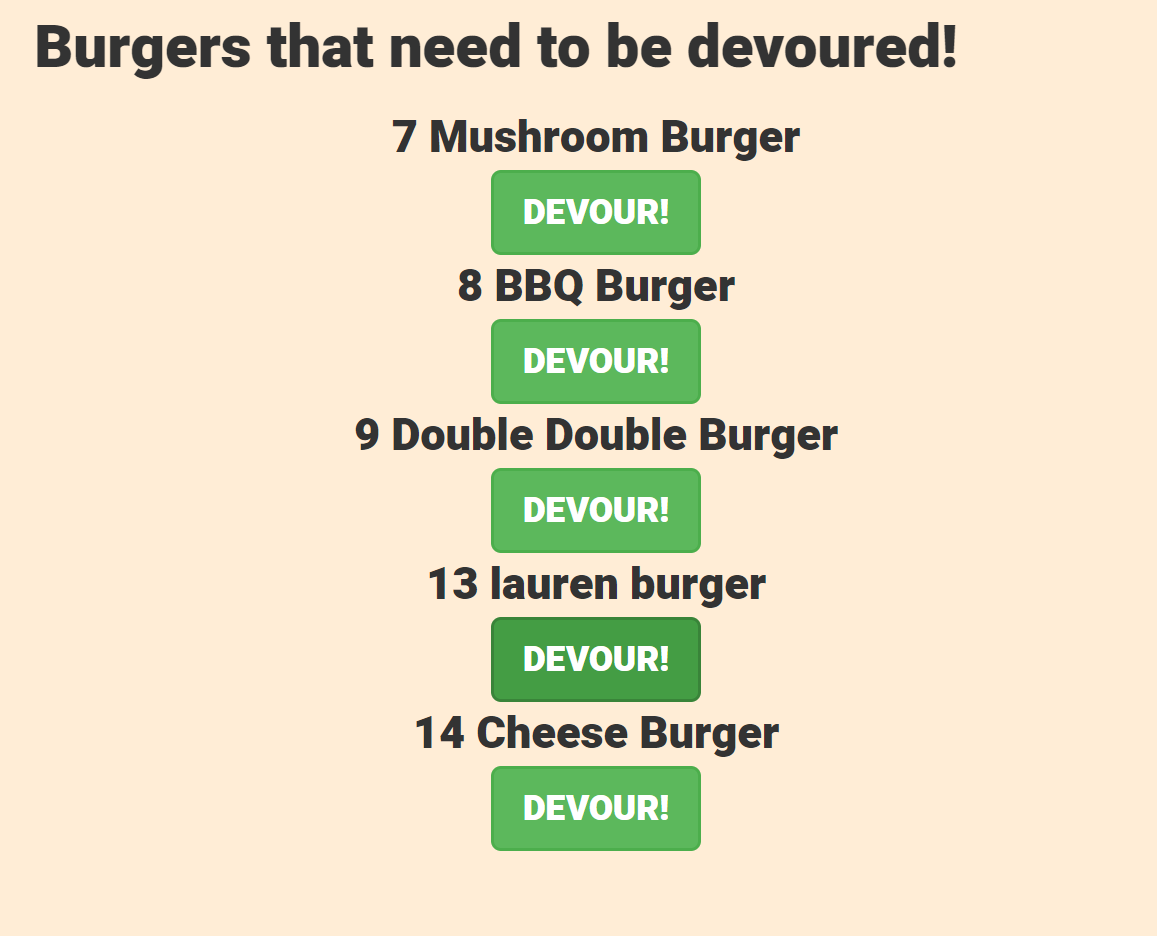 Burgers that need to be devoured!
7 Mushroom Burger
DEVOUR!
8 BBQ Burger
DEVOUR!
9 Double Double Burger
DEVOUR!
13 lauren burger
DEVOUR!
14 Cheese Burger
DEVOUR!